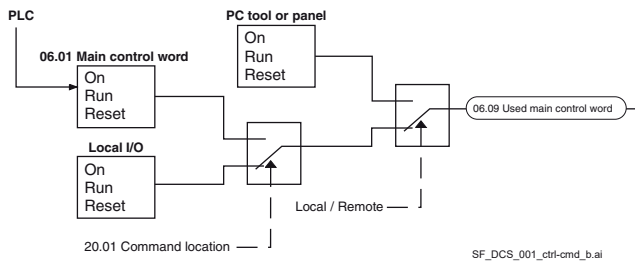 PLC
PC tool or panel
06.01 Main control word
On
Run
Reset
On
Run
Reset
06.09 Used main control word
Local I/O
On
Run
Reset
Local / Remote
20.01 Command location
SF_DCS_001_ctrl-cmd_b.ai